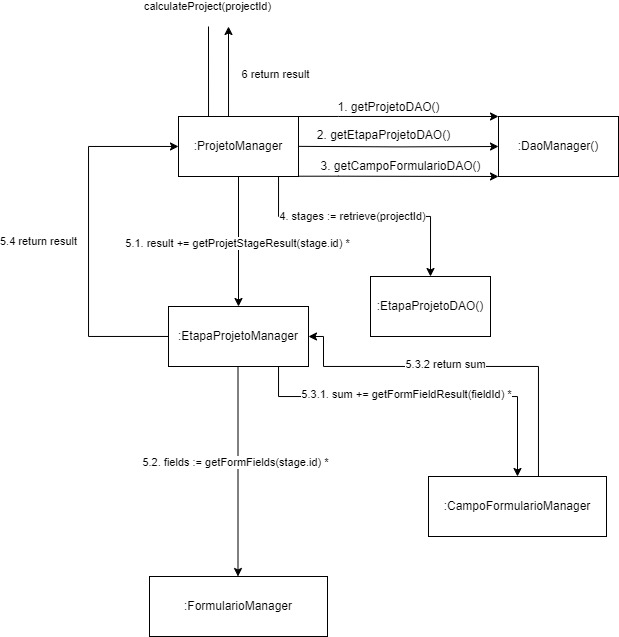 calculateProject(projectId)
6 return result
1. getProjetoDAO()
:ProjetoManager
2. getEtapaProjetoDAO()
:DaoManager()
3. getCampoFormularioDAO()
4. stages := retrieve(projectId)
5.4 return result
5.1. result += getProjetStageResult(stage.id) *
:EtapaProjetoDAO()
:EtapaProjetoManager
5.3.2 return sum
5.3.1. sum += getFormFieldResult(fieldId) *
5.2. fields := getFormFields(stage.id) *
:CampoFormularioManager
:FormularioManager